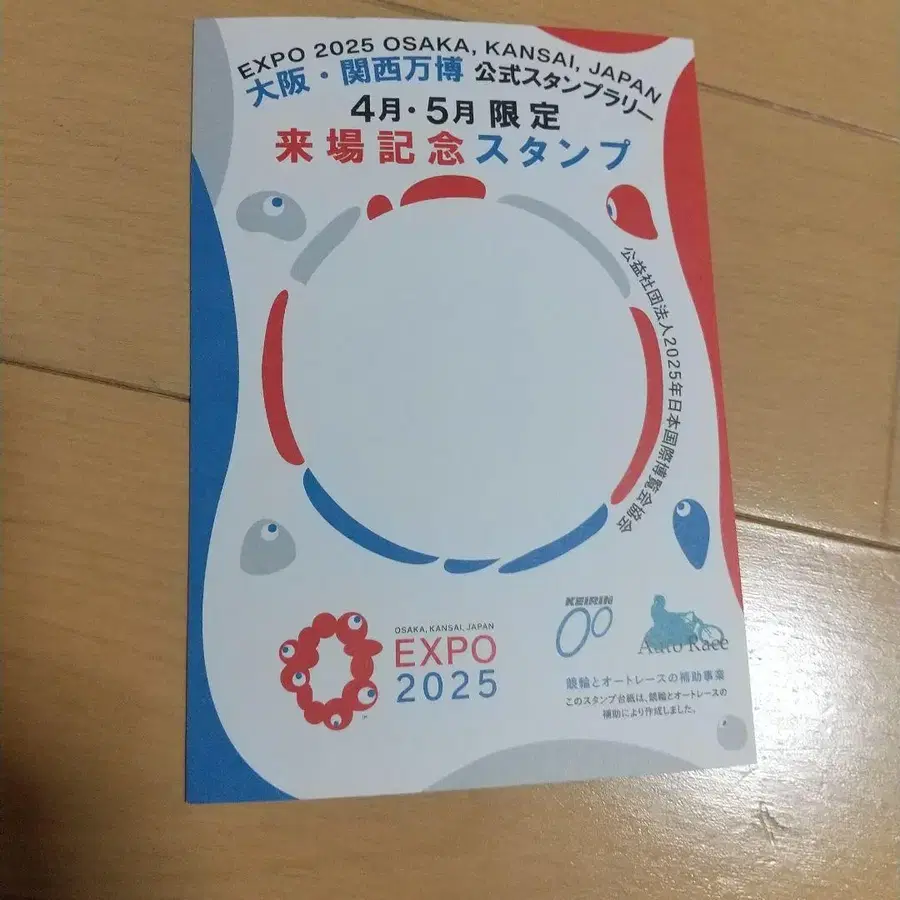 EXPO 2025 OSAKA, KANSAI, JAPAN
大阪・関西万博 公式スタンプラリー
4月・5月 限定
来場記念スタンプ
公益社団法人2025年日本国際博覧会協会
OSAKA, KANSAI, JAPAN
EXPO
2025
KEIRIN
Auto Race
競輪とオートレースの補助事業
このスタンプ台紙は、競輪とオートレースの
補助により作成しました。